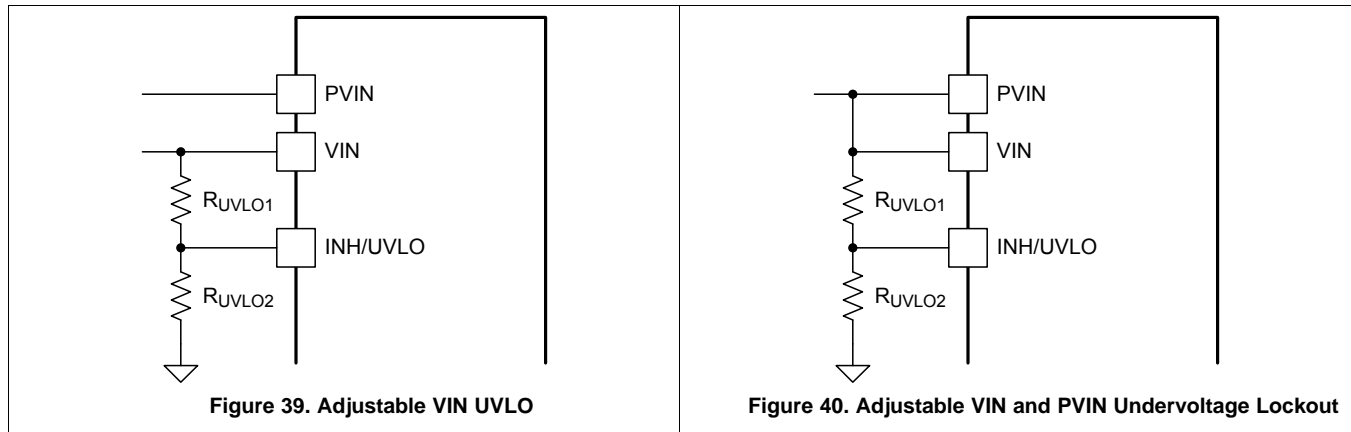 PVIN
VIN
RUVLO1
INH/UVLO
RUVLO2
Figure 39. Adjustable VIN UVLO
PVIN
VIN
RUVLO1
INH/UVLO
RUVLO2
Figure 40. Adjustable VIN and PVIN Undervoltage Lockout